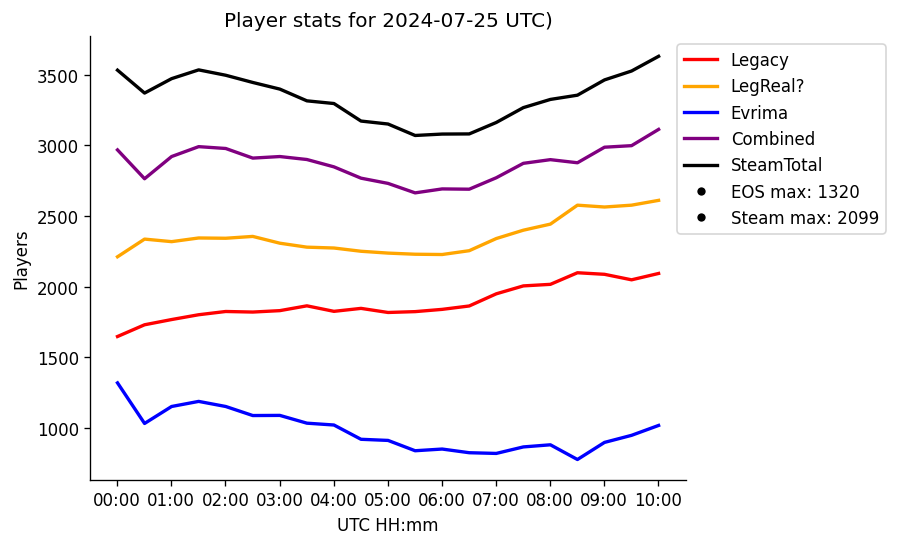 Player stats for 2024-07-25 UTC)
Legacy
LegReal?
Evrima
Combined
SteamTotal
EOS max: 1320
Steam max: 2099
Players
3500
3000
2500
2000
1500
1000
00:00 01:00 02:00 03:00 04:00 05:00 06:00 07:00 08:00 09:00 10:00
UTC HH:mm